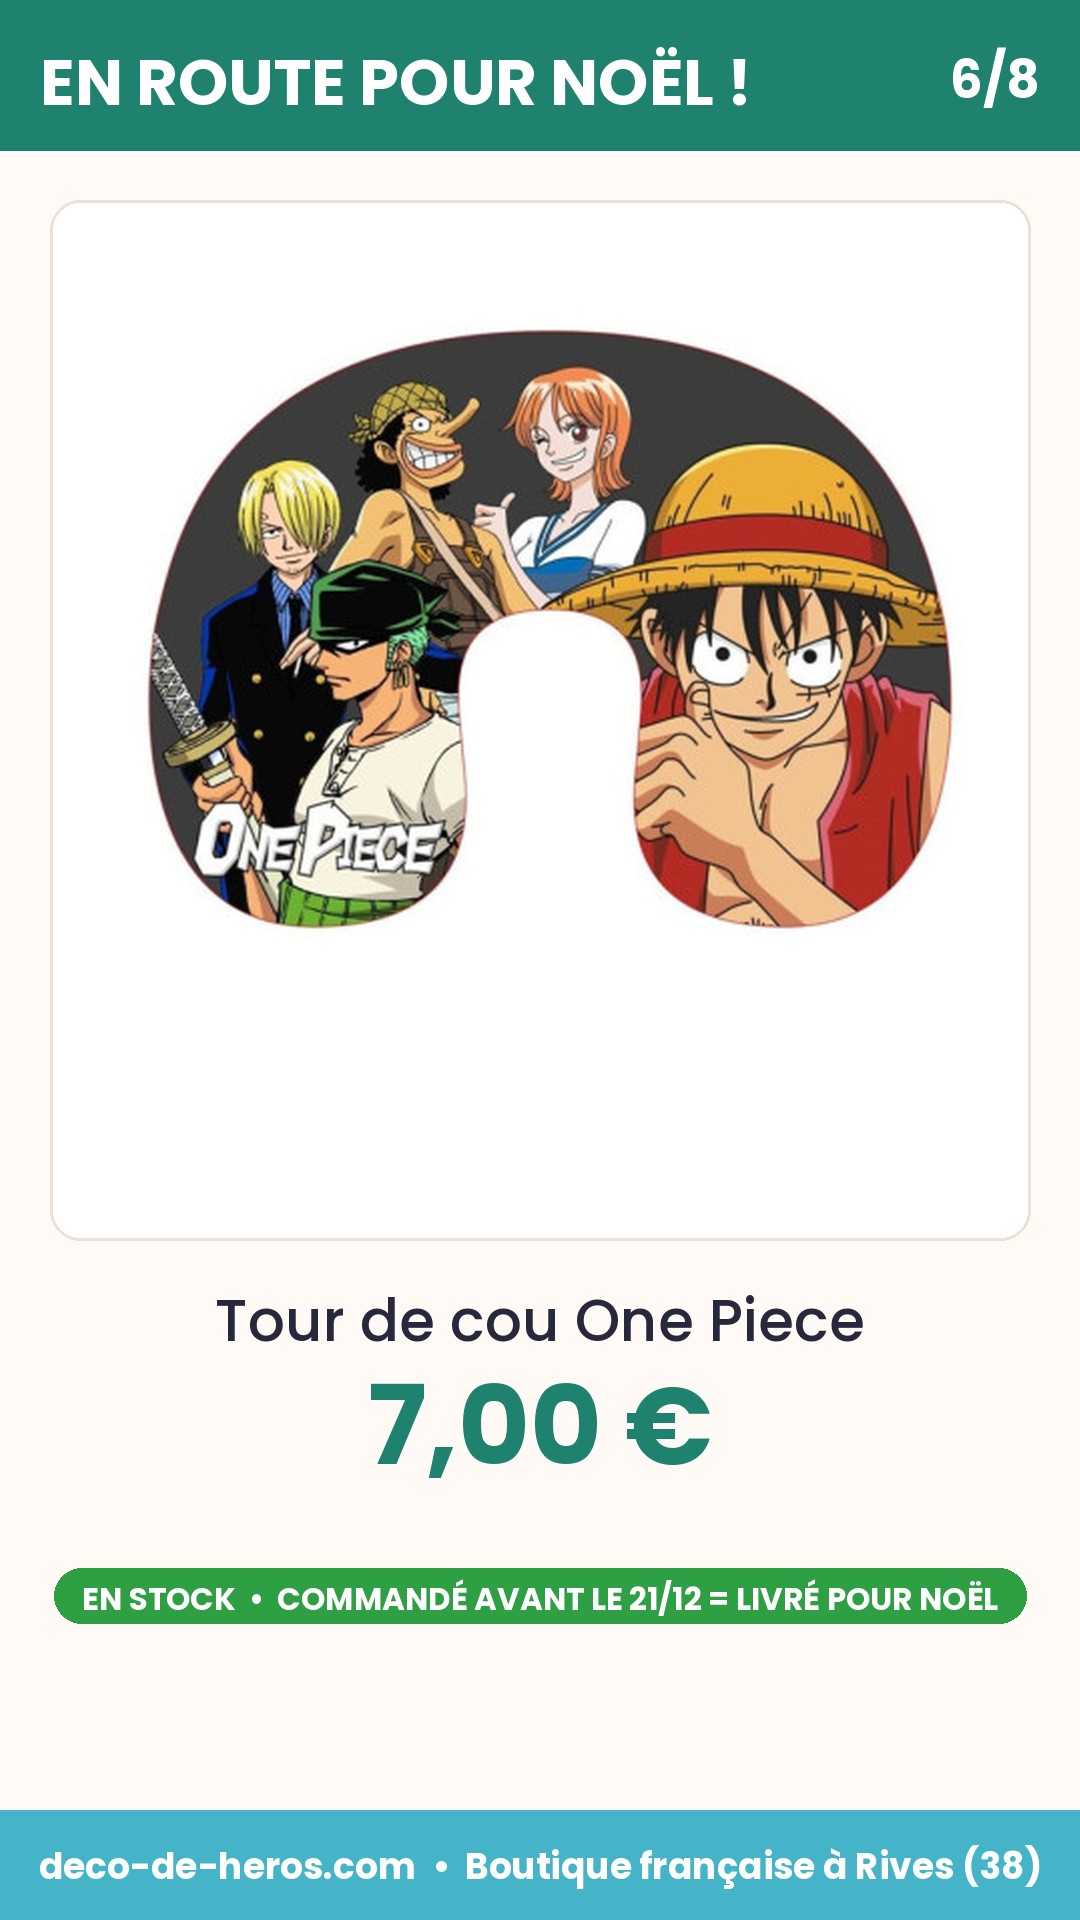 EN ROUTE POUR NOËL !
6/8
ONE PIECE
Tour de cou One Piece
7,00 €
EN STOCK • COMMANDÉ AVANT LE 21/12 = LIVRÉ POUR NOËL
deco-de-heros.com • Boutique française à Rives (38)